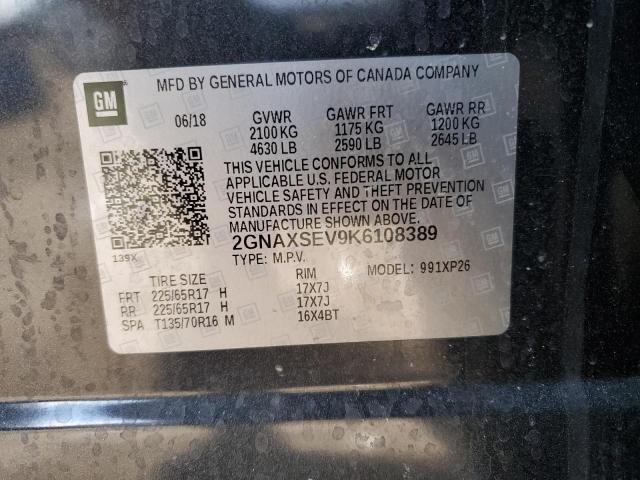 GM
MFD BY GENERAL MOTORS OF CANADA COMPANY
06/18 GVWR GAWR FRT GAWR RR
2100 KG 1175 KG 1200 KG
4630 LB 2590 LB 2645 LB
THIS VEHICLE CONFORMS TO ALL
APPLICABLE U.S. FEDERAL MOTOR
VEHICLE SAFETY AND THEFT PREVENTION
STANDARDS IN EFFECT ON THE DATE OF
MANUFACTURE SHOWN ABOVE.
139X
2GNAXSEV9K6108389
TYPE: M.P.V. MODEL: 991XP26
TIRE SIZE RIM
FRT 225/65R17 H 17X7J
RR 225/65R17 H 17X7J
SPA T135/70R16 M 16X4BT